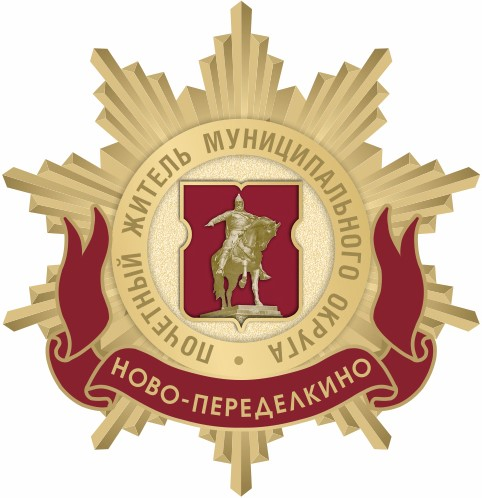 ПОЧЕТНЫЙ ЖИТЕЛЬ МУНИЦИПАЛЬНОГО ОКРУГА
НОВО-ПЕРЕДЕЛКИНО